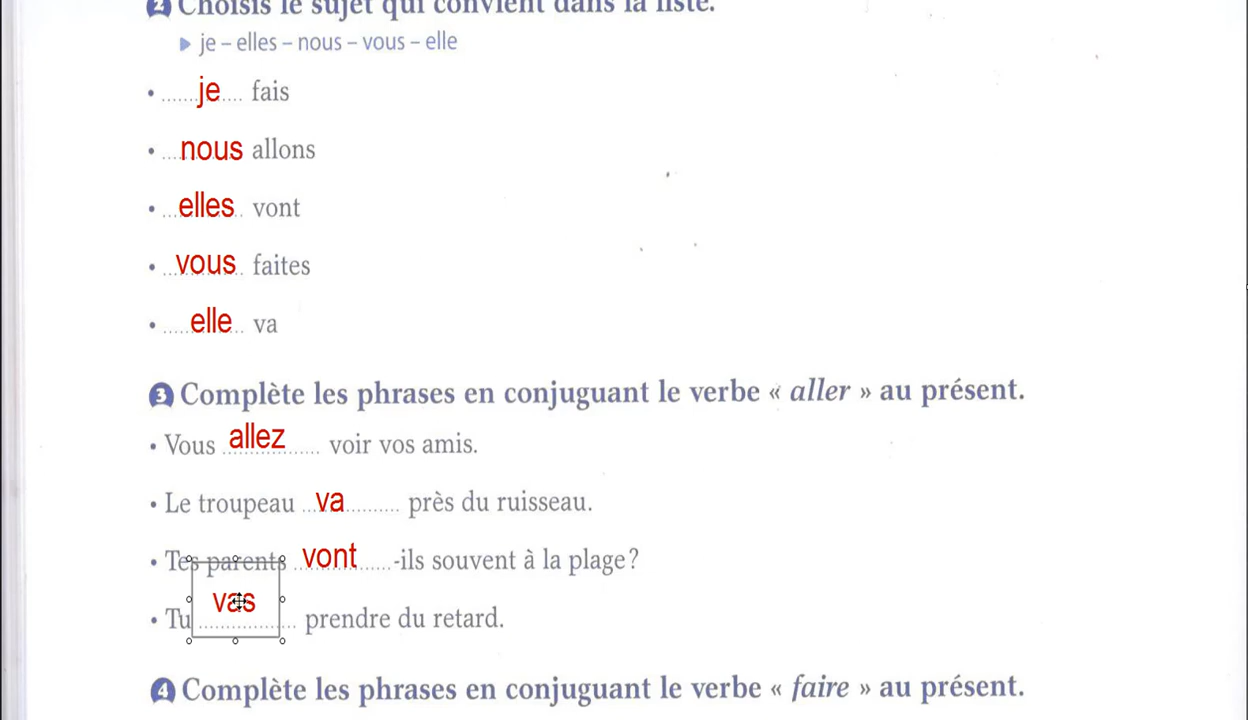 2 Choisis le sujet qui convient dans la liste.
je – elles – nous – vous – elle
• .......je.... fais
• ...nous allons
• ...elles.. vont
• ...vous.. faites
• .....elle.. va
3 Complète les phrases en conjuguant le verbe « aller » au présent.
• Vous allez voir vos amis.
• Le troupeau ...va.......... près du ruisseau.
• Tes parents ..vont......-ils souvent à la plage ?
• Tu vas prendre du retard.
4 Complète les phrases en conjuguant le verbe « faire » au présent.